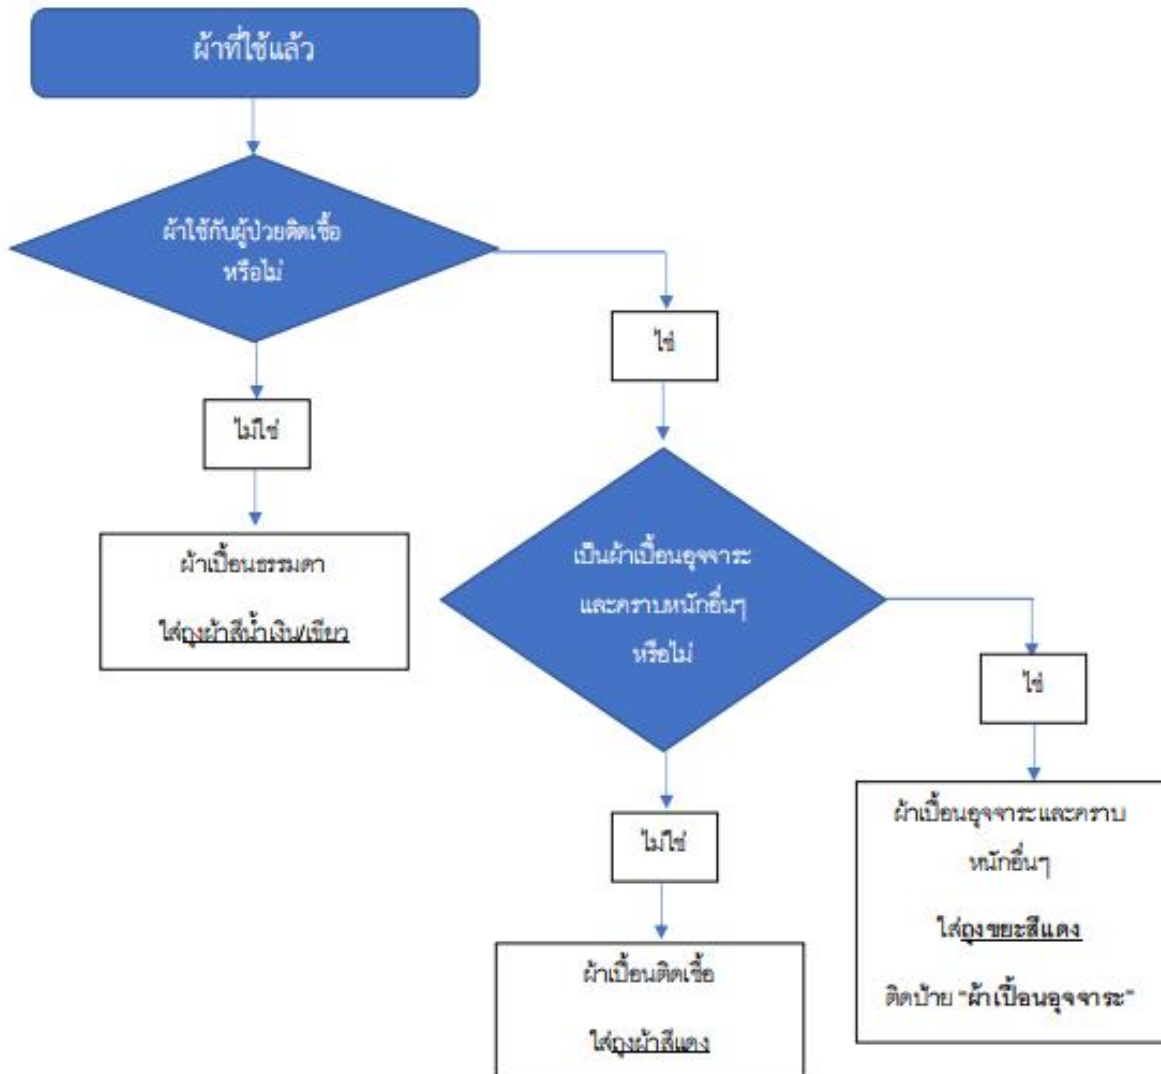 ผ้าที่ใช้แล้ว
ผ้าใช้กับผู้ป่วยติดเชื้อ
หรือไม่
ใช่
ไม่ใช่
ผ้าเปื้อนธรรมดา
ใส่ถุงผ้าสีน้ำเงิน/เขียว
เป็นผ้าเปื้อนอุจจาระ
และคราบหนักอื่นๆ
หรือไม่
ใช่
ไม่ใช่
ผ้าเปื้อนอุจจาระและคราบ
หนักอื่นๆ
ใส่ถุงขยะสีแดง
ติดป้าย "ผ้าเปื้อนอุจจาระ"
ผ้าเปื้อนติดเชื้อ
ใส่ถุงผ้าสีแดง